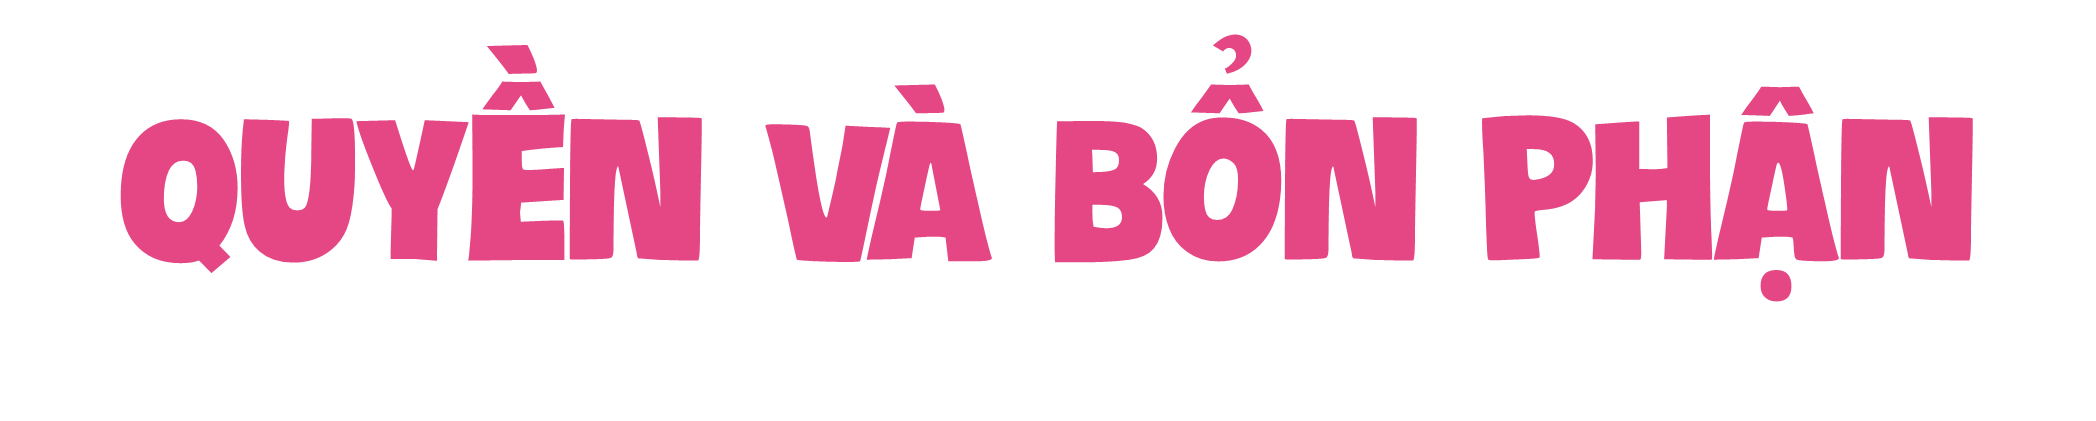 QUYỀN VÀ BỔN PHẬN